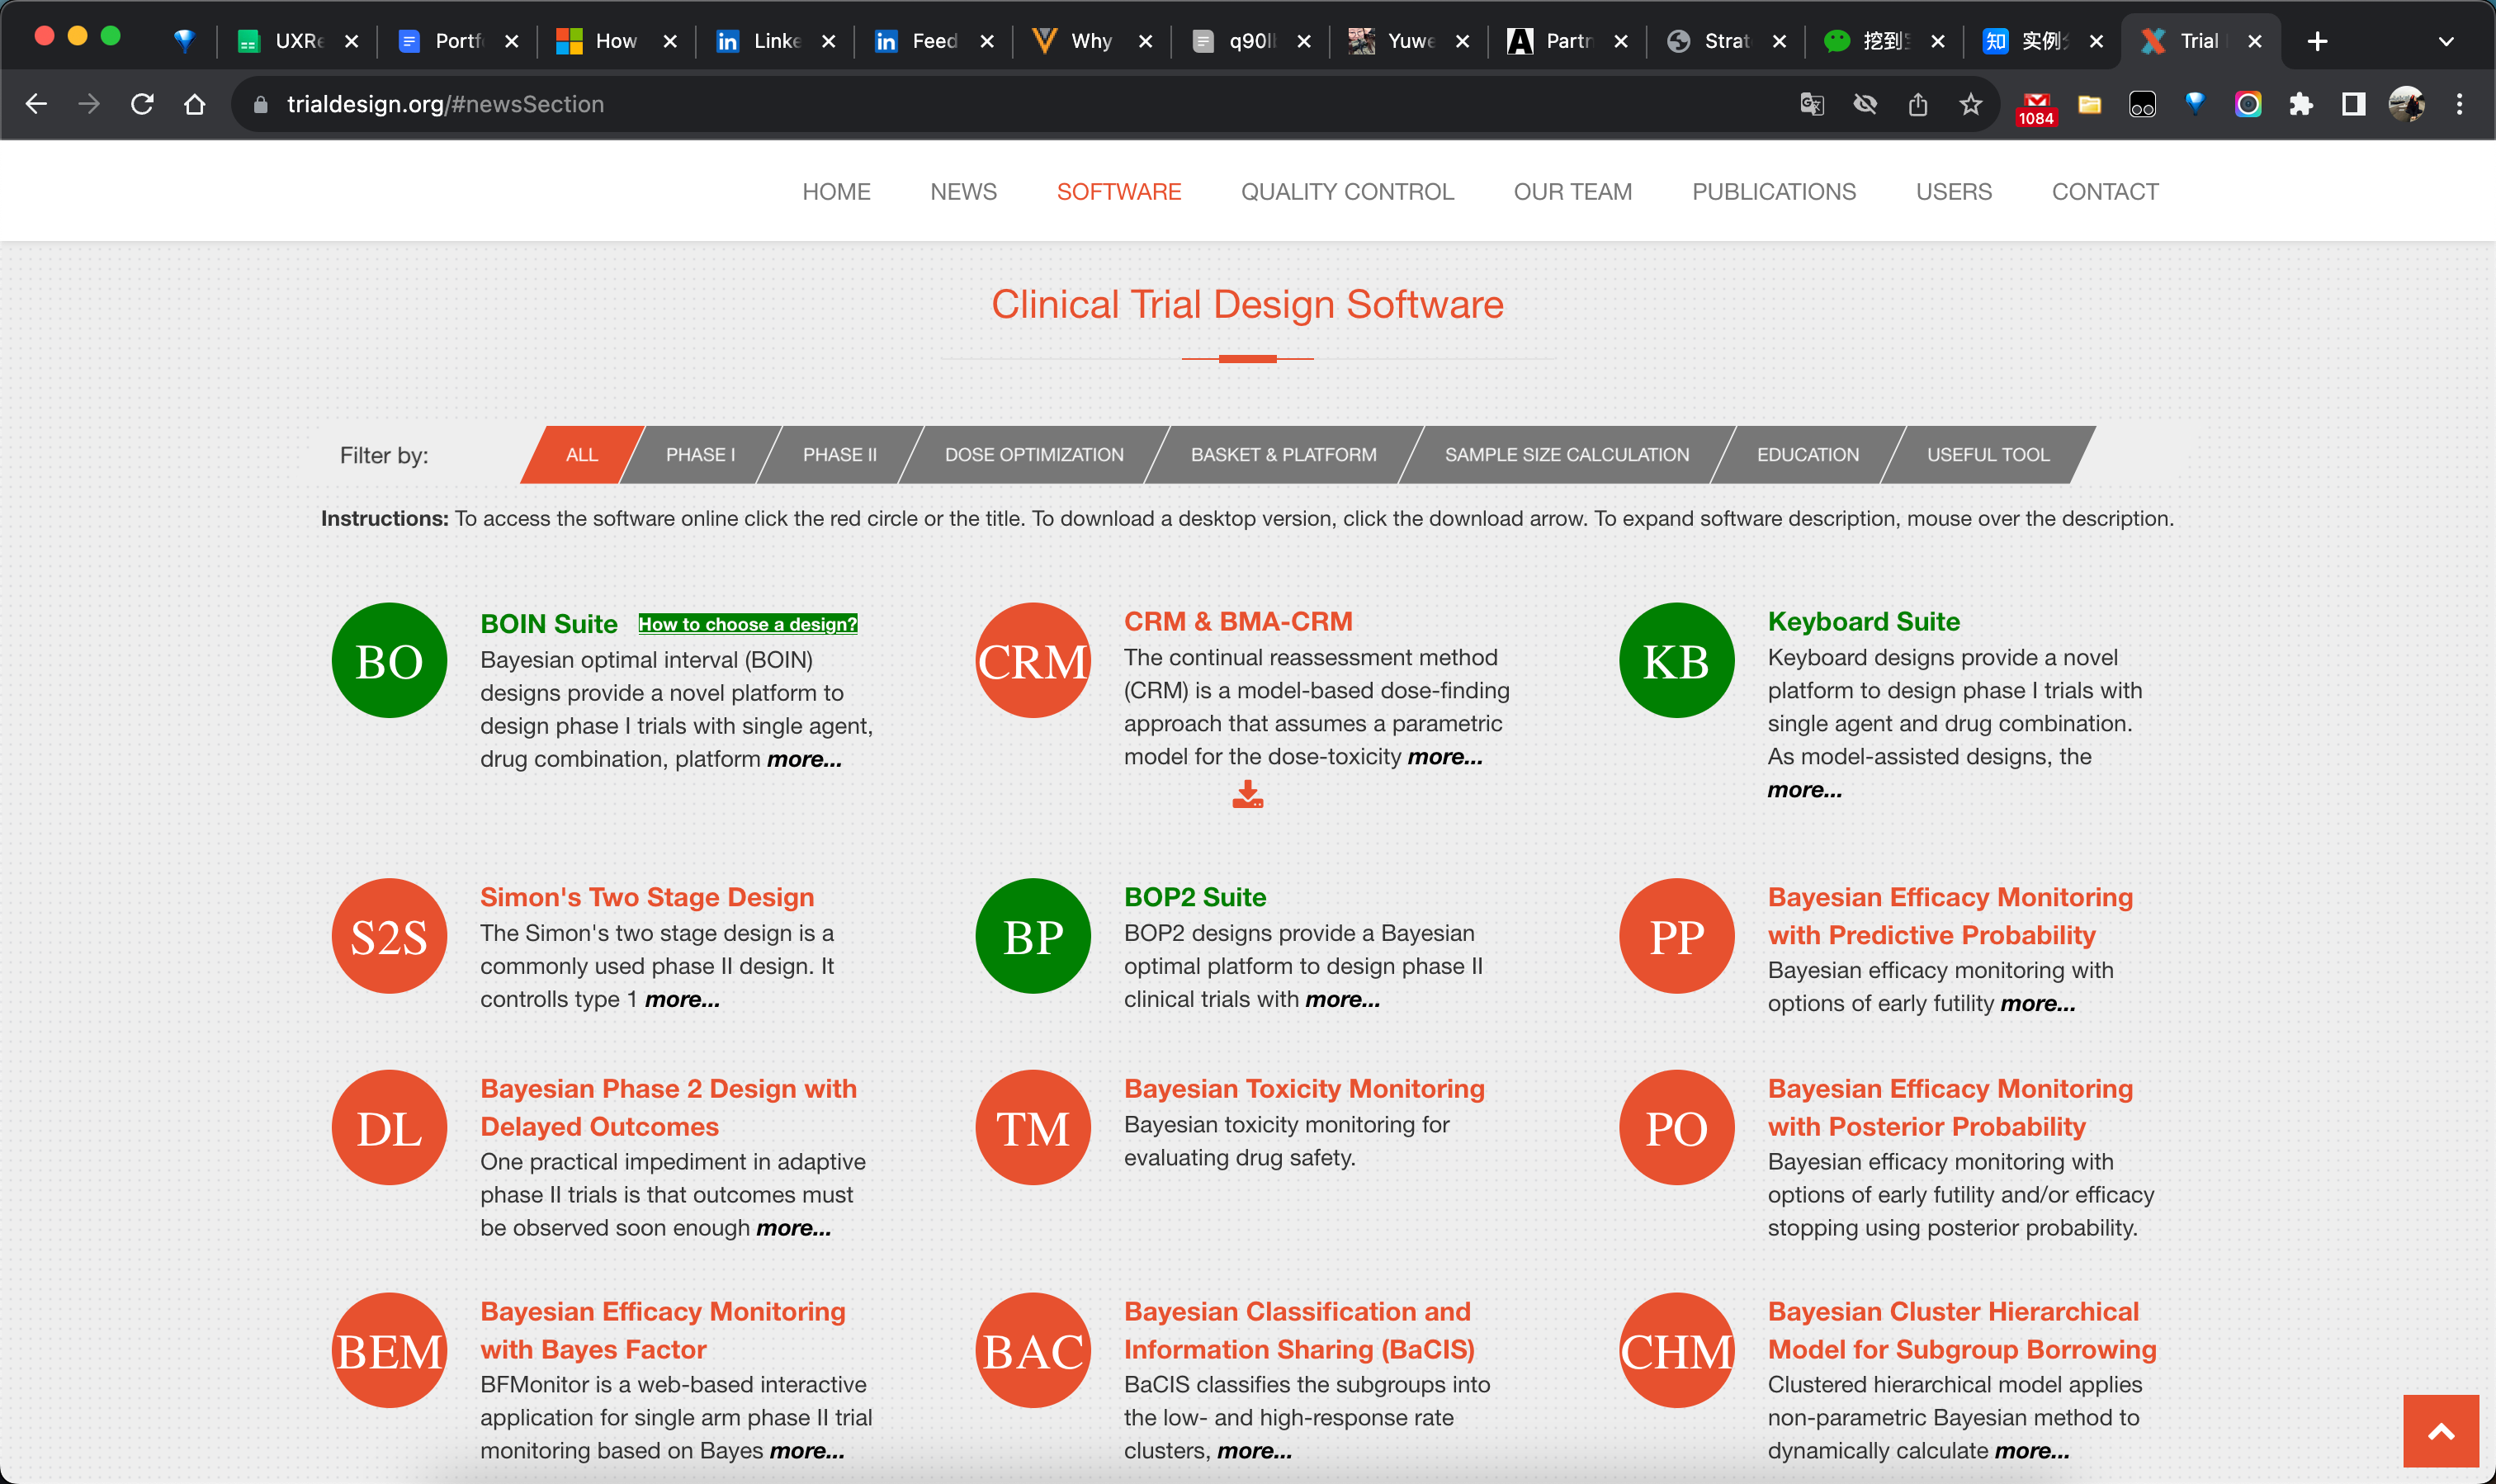 UXRe
Portf
How
Linke
Feed
Why
q90l
Yuwe
Partn
Strat
挖到
实例
Trial
trialdesign.org/#newsSection
1084
HOME NEWS SOFTWARE QUALITY CONTROL OUR TEAM PUBLICATIONS USERS CONTACT
Clinical Trial Design Software
Filter by: ALL PHASE I PHASE II DOSE OPTIMIZATION BASKET & PLATFORM SAMPLE SIZE CALCULATION EDUCATION USEFUL TOOL
Instructions: To access the software online click the red circle or the title. To download a desktop version, click the download arrow. To expand software description, mouse over the description.
BO
BOIN Suite How to choose a design?
Bayesian optimal interval (BOIN)
designs provide a novel platform to
design phase I trials with single agent,
drug combination, platform more...
CRM
CRM & BMA-CRM
The continual reassessment method
(CRM) is a model-based dose-finding
approach that assumes a parametric
model for the dose-toxicity more...
KB
Keyboard Suite
Keyboard designs provide a novel
platform to design phase I trials with
single agent and drug combination.
As model-assisted designs, the
more...
S2S
Simon's Two Stage Design
The Simon's two stage design is a
commonly used phase II design. It
controlls type 1 more...
BP
BOP2 Suite
BOP2 designs provide a Bayesian
optimal platform to design phase II
clinical trials with more...
PP
Bayesian Efficacy Monitoring
with Predictive Probability
Bayesian efficacy monitoring with
options of early futility more...
DL
Bayesian Phase 2 Design with
Delayed Outcomes
One practical impediment in adaptive
phase II trials is that outcomes must
be observed soon enough more...
TM
Bayesian Toxicity Monitoring
Bayesian toxicity monitoring for
evaluating drug safety.
PO
Bayesian Efficacy Monitoring
with Posterior Probability
Bayesian efficacy monitoring with
options of early futility and/or efficacy
stopping using posterior probability.
BEM
Bayesian Efficacy Monitoring
with Bayes Factor
BFMonitor is a web-based interactive
application for single arm phase II trial
monitoring based on Bayes more...
BAC
Bayesian Classification and
Information Sharing (BaCIS)
BaCIS classifies the subgroups into
the low- and high-response rate
clusters, more...
CHM
Bayesian Cluster Hierarchical
Model for Subgroup Borrowing
Clustered hierarchical model applies
non-parametric Bayesian method to
dynamically calculate more...